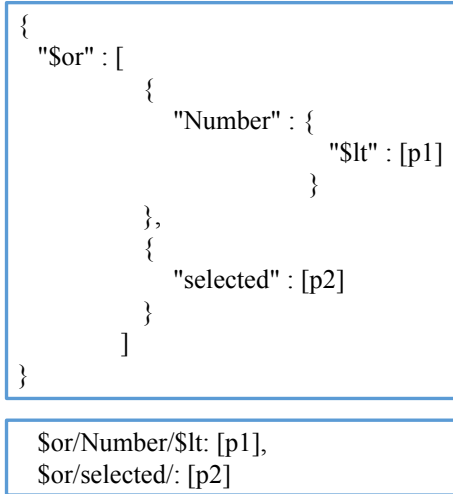 {
"$or" : [
{
"Number" : {
"$lt" : [p1]
}
},
{
"selected" : [p2]
}
]
}
$or/Number/$lt: [p1],
$or/selected/: [p2]